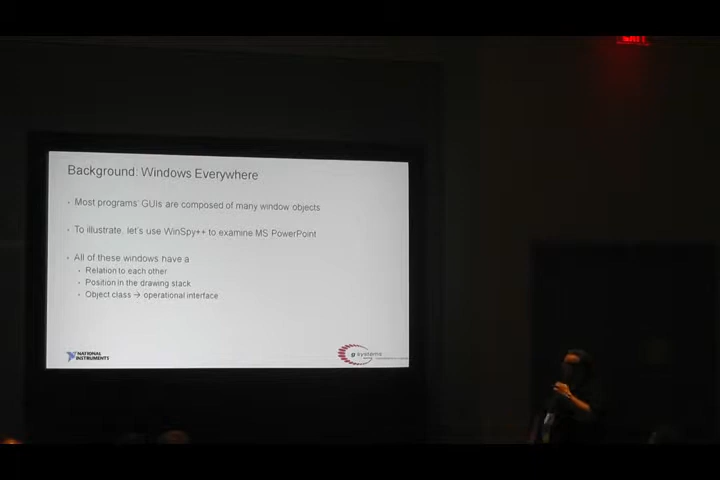 EXIT
Background: Windows Everywhere
Most programs' GUIs are composed of many window objects
To illustrate, let's use WinSpy++ to examine MS PowerPoint
All of these windows have a
Relation to each other
Position in the drawing stack
Object class → operational interface
NATIONAL
INSTRUMENTS
g systems